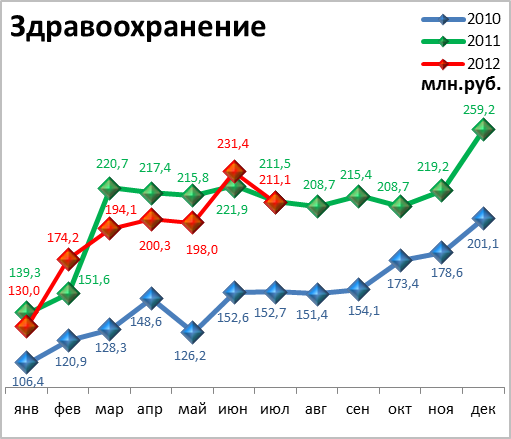 Здравоохранение
2010
2011
2012
млн.руб.
259,2
220,7 217,4 215,8 231,4 211,5 208,7 215,4 208,7 219,2
194,1 200,3 198,0 221,9 211,1
174,2
139,3 151,6
130,0
201,1
173,4 178,6
148,6 152,6 152,7 151,4 154,1
106,4 120,9 128,3 126,2
янв фев мар апр май июн июл авг сен окт ноя дек